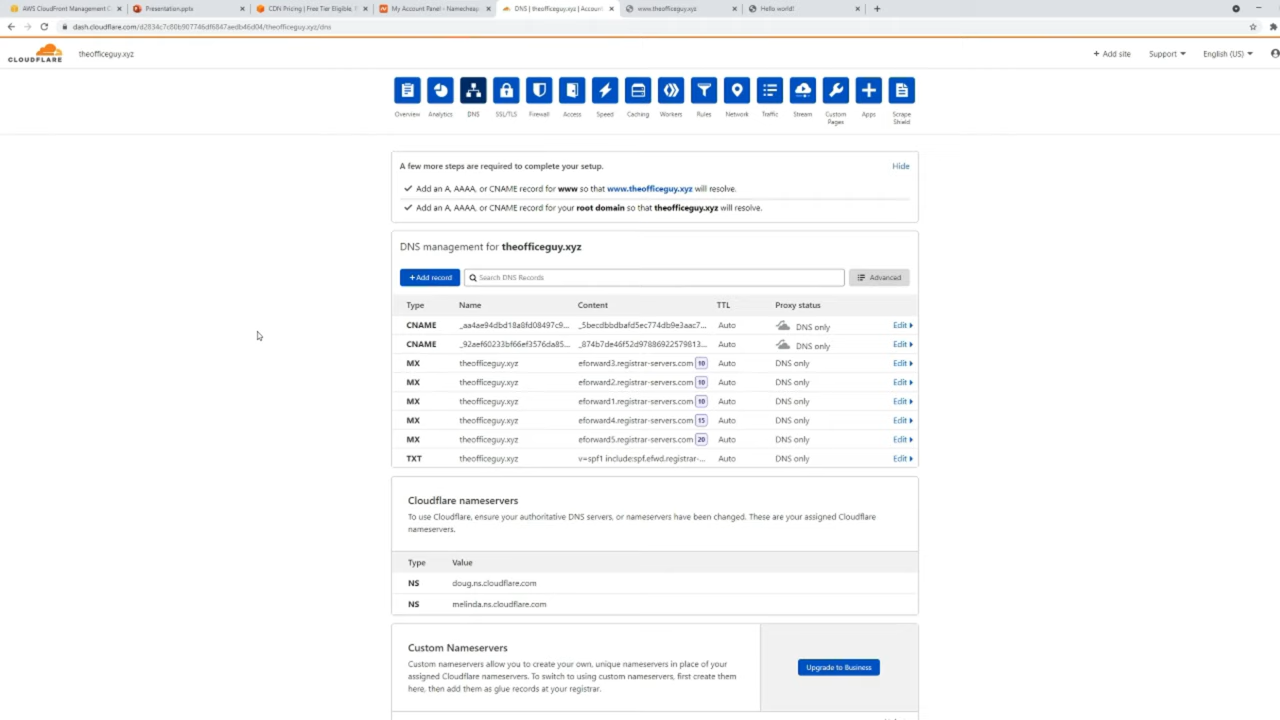 AWS CloudFront Management C
Presentation.pptx
CDN Pricing | Free Tier Eligible,
My Account Panel - Namecheap
DNS | theofficeguy.xyz | Account
www.theofficeguy.xyz
Hello world!
theofficeguy.xyz
+ Add site
Support
English (US)
CLOUDFLARE
Overview
Analytics
DNS
SSL/TLS
Firewall
Access
Speed
Caching
Workers
Rules
Network
Traffic
Stream
Custom Pages
Apps
Scrape Shield
A few more steps are required to complete your setup.
Hide
Add an A, AAAA, or CNAME record for www so that www.theofficeguy.xyz will resolve.
Add an A, AAAA, or CNAME record for your root domain so that theofficeguy.xyz will resolve.
DNS management for theofficeguy.xyz
+ Add record
Search DNS Records
Advanced
Type Name Content TTL Proxy status
CNAME Auto DNS only Edit
CNAME Auto DNS only Edit
MX theofficeguy.xyz eforward3.registrar-servers.com 10 Auto DNS only Edit
MX theofficeguy.xyz eforward2.registrar-servers.com 10 Auto DNS only Edit
MX theofficeguy.xyz eforward1.registrar-servers.com 10 Auto DNS only Edit
MX theofficeguy.xyz eforward4.registrar-servers.com 15 Auto DNS only Edit
MX theofficeguy.xyz eforward5.registrar-servers.com 20 Auto DNS only Edit
TXT theofficeguy.xyz v=spf1 include:spf.efwd.registrar-... Auto DNS only Edit
Cloudflare nameservers
To use Cloudflare, ensure your authoritative DNS servers, or nameservers have been changed. These are your assigned Cloudflare
nameservers.
Type Value
NS doug.ns.cloudflare.com
NS melinda.ns.cloudflare.com
Custom Nameservers
Custom nameservers allow you to create your own, unique nameservers in place of your
assigned Cloudflare nameservers. To switch to using custom nameservers, first create them
here, then add them as glue records at your registrar.
Upgrade to Business